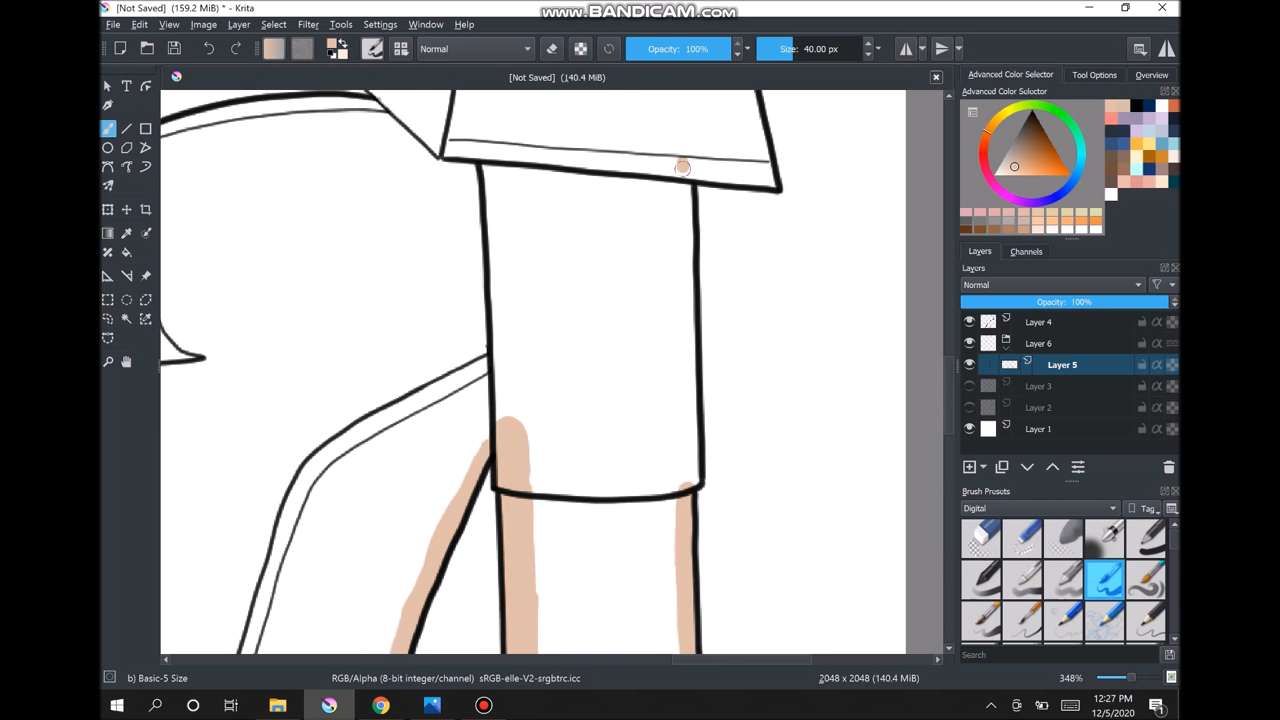 [Not Saved] (159.2 MiB) * - Krita
www.BANDICAM.com
File Edit View Image Layer Select Filter Tools Settings Window Help
Normal
Opacity: 100%
Size: 40.00 px
[Not Saved] (140.4 MiB)
Advanced Color Selector
Tool Options
Overview
Advanced Color Selector
Layers
Channels
Layers
Normal
Opacity: 100%
Layer 4
Layer 6
Layer 5
Layer 3
Layer 2
Layer 1
Brush Presets
Digital
Tag
Search
b) Basic-5 Size
RGB/Alpha (8-bit integer/channel) sRGB-elle-V2-srgbtrc.icc
2048 x 2048 (140.4 MiB)
348%
12:27 PM
12/5/2020
1